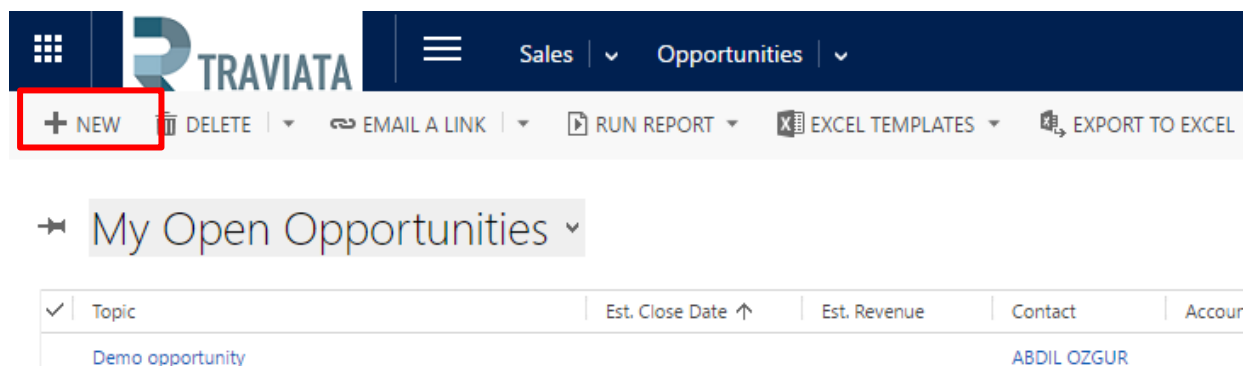 TRAVIATA
Sales Opportunities
NEW DELETE EMAIL A LINK RUN REPORT EXCEL TEMPLATES EXPORT TO EXCEL
My Open Opportunities
Topic Est. Close Date Est. Revenue Contact Accoun
Demo opportunity ABDIL OZGUR